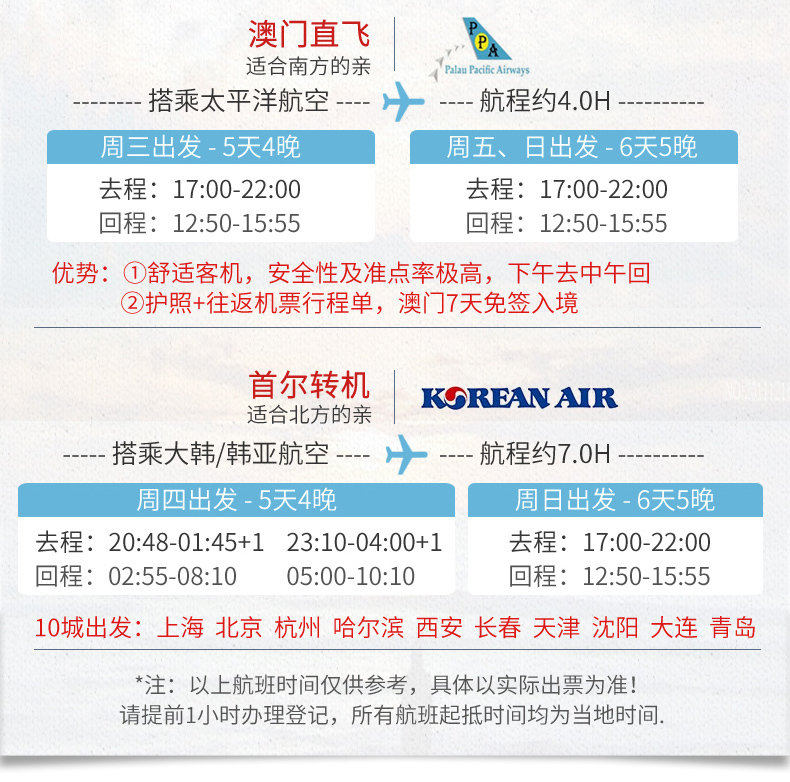 澳门直飞
适合南方的亲
PPA
Palau Pacific Airways
-------- 搭乘太平洋航空 ---- ---- 航程约4.0H ----------
周三出发 - 5天4晚
去程：17:00-22:00
回程：12:50-15:55
周五、日出发 - 6天5晚
去程：17:00-22:00
回程：12:50-15:55
优势：①舒适客机，安全性及准点率极高，下午去中午回
②护照+往返机票行程单，澳门7天免签入境
首尔转机
适合北方的亲
KOREAN AIR
----- 搭乘大韩/韩亚航空 ---- ---- 航程约7.0H ----------
周四出发 - 5天4晚
去程：20:48-01:45+1 23:10-04:00+1
回程：02:55-08:10 05:00-10:10
周日出发 - 6天5晚
去程：17:00-22:00
回程：12:50-15:55
10城出发：上海 北京 杭州 哈尔滨 西安 长春 天津 沈阳 大连 青岛
*注：以上航班时间仅供参考，具体以实际出票为准！
请提前1小时办理登记，所有航班起抵时间均为当地时间.